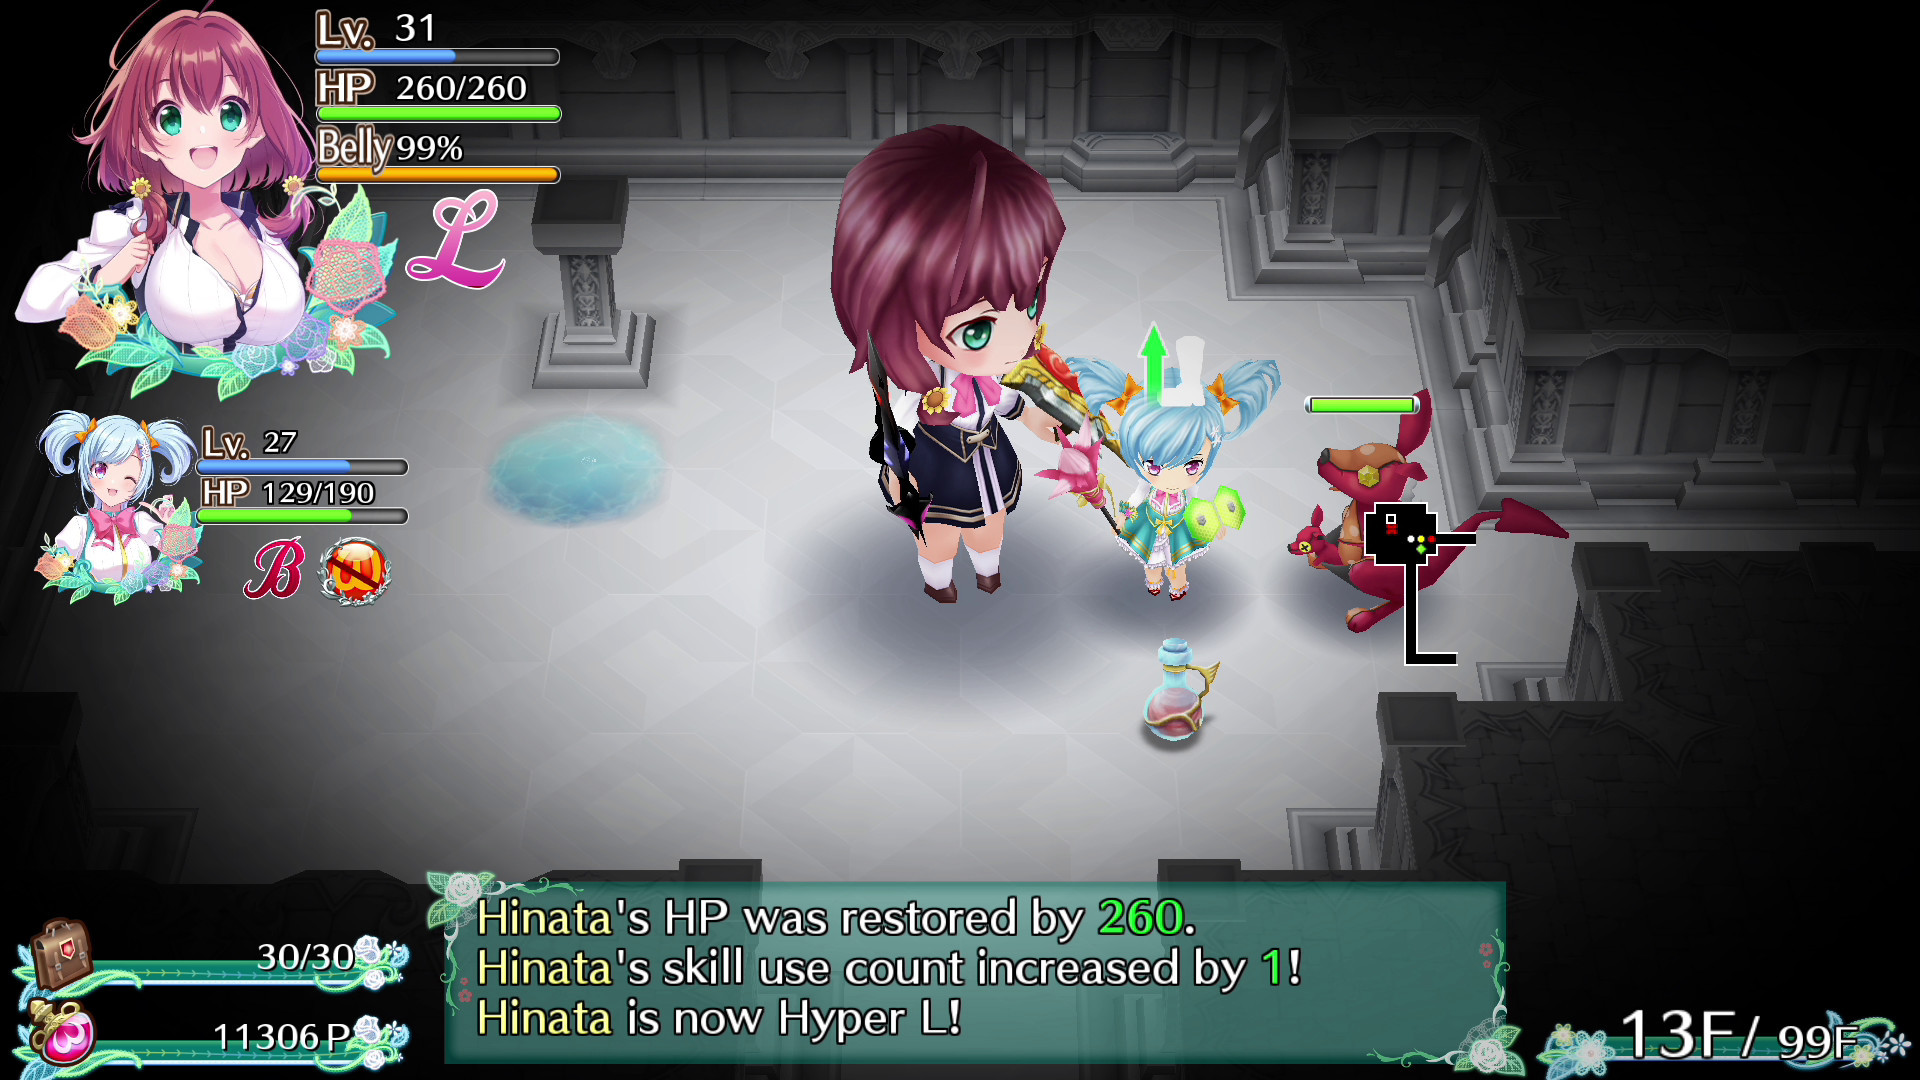 Lv. 31
HP 260/260
Belly 99%
L
Lv. 27
HP 129/190
B
30/30
11306 P
Hinata's HP was restored by 260.
Hinata's skill use count increased by 1!
Hinata is now Hyper L!
13F/ 99F